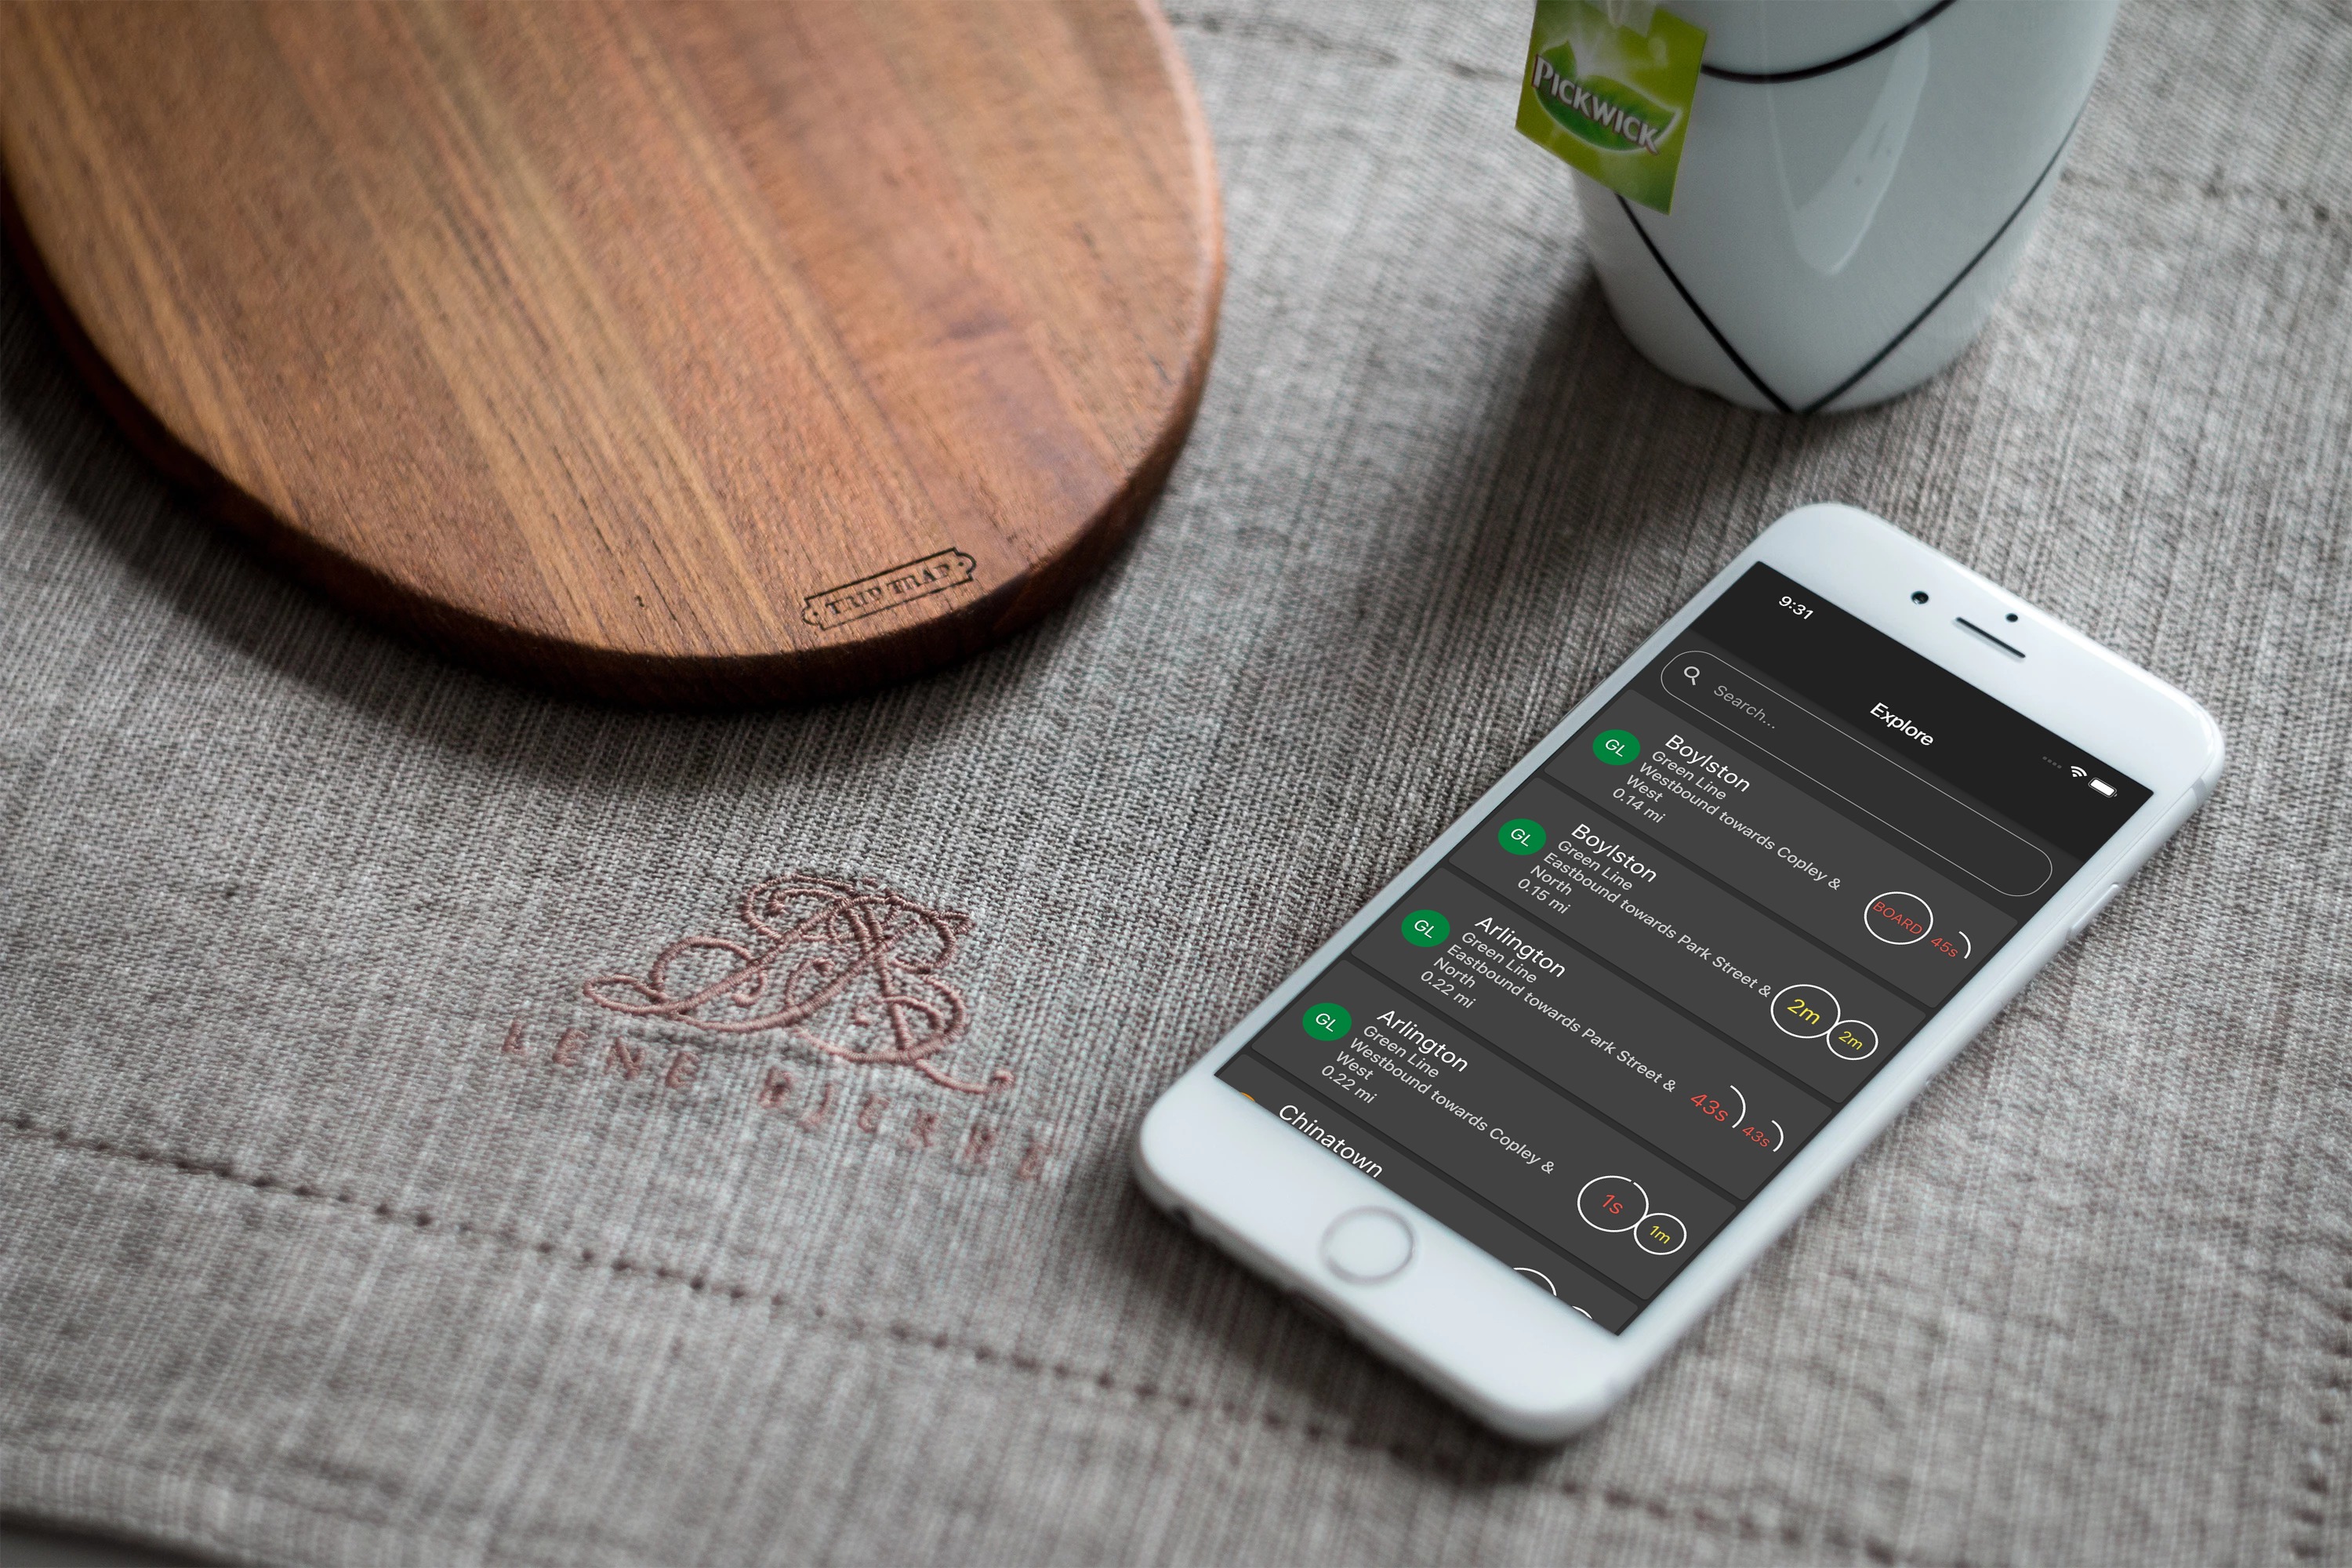 PICKWICK
TRIP TRAP
LENE BJERRE
9:31
Explore
Search...
GL
Boylston
Green Line
Westbound towards Copley &
West
0.14 mi
BOARD
45s
GL
Boylston
Green Line
Eastbound towards Park Street &
North
0.15 mi
2m
2m
GL
Arlington
Green Line
Eastbound towards Park Street &
North
0.22 mi
43s
43s
GL
Arlington
Green Line
Westbound towards Copley &
West
0.22 mi
1s
1m
Chinatown